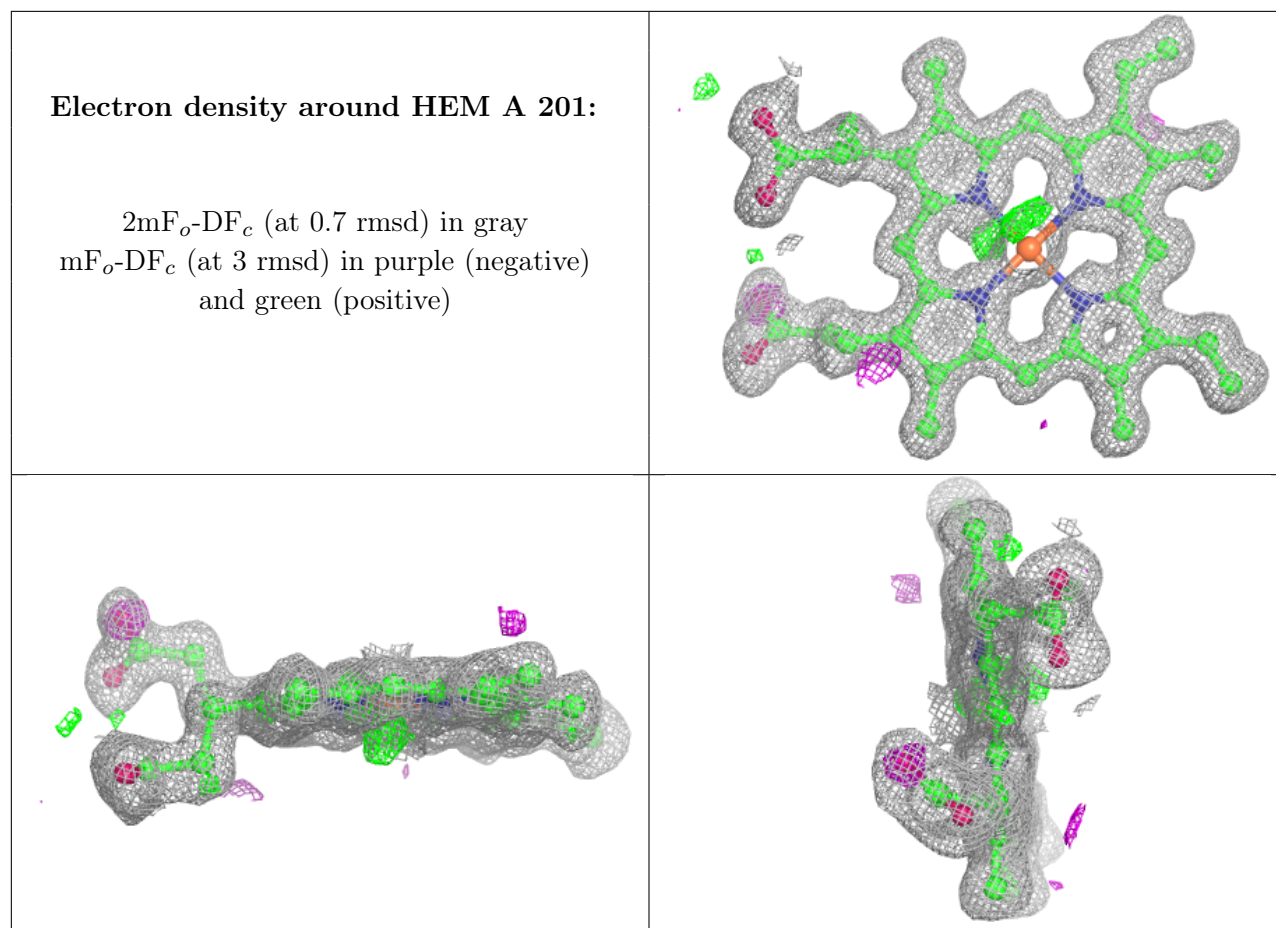 Electron density around HEM A 201:
2mFo-DFc (at 0.7 rmsd) in gray
mFo-DFc (at 3 rmsd) in purple (negative)
and green (positive)